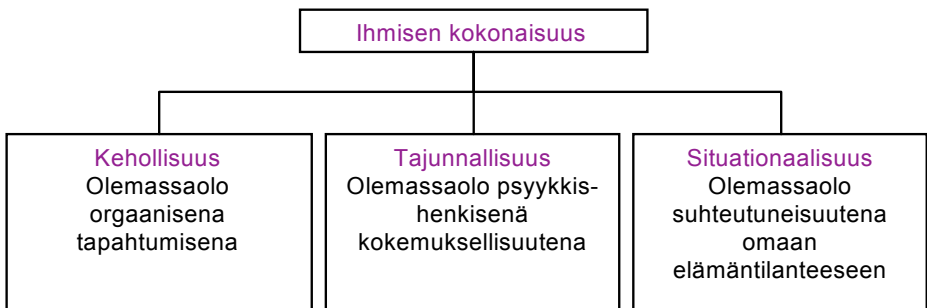 Ihmisen kokonaisuus
Kehollisuus
Olemassaolo
orgaanisena
tapahtumisena
Tajunnallisuus
Olemassaolo psyykkis-
henkisenä
kokemuksellisuutena
Situationaalisuus
Olemassaolo
suhteutuneisuutena
omaan
elämäntilanteeseen